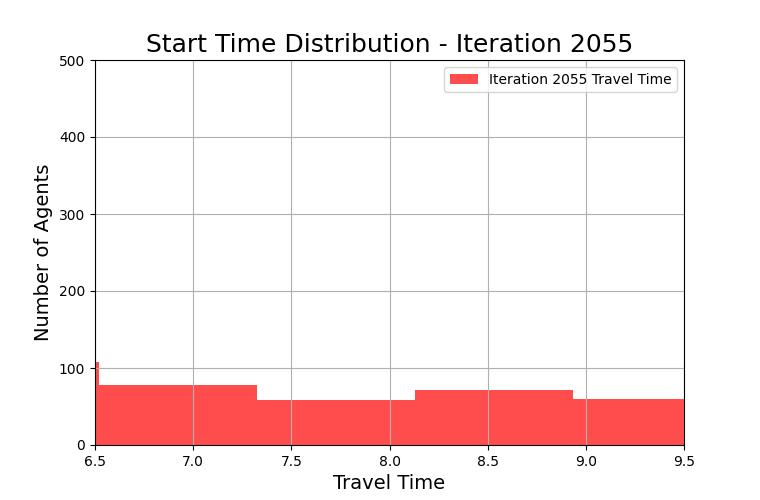 Start Time Distribution - Iteration 2055
Iteration 2055 Travel Time
Number of Agents
500
400
300
200
100
0
6.5 7.0 7.5 8.0 8.5 9.0 9.5
Travel Time